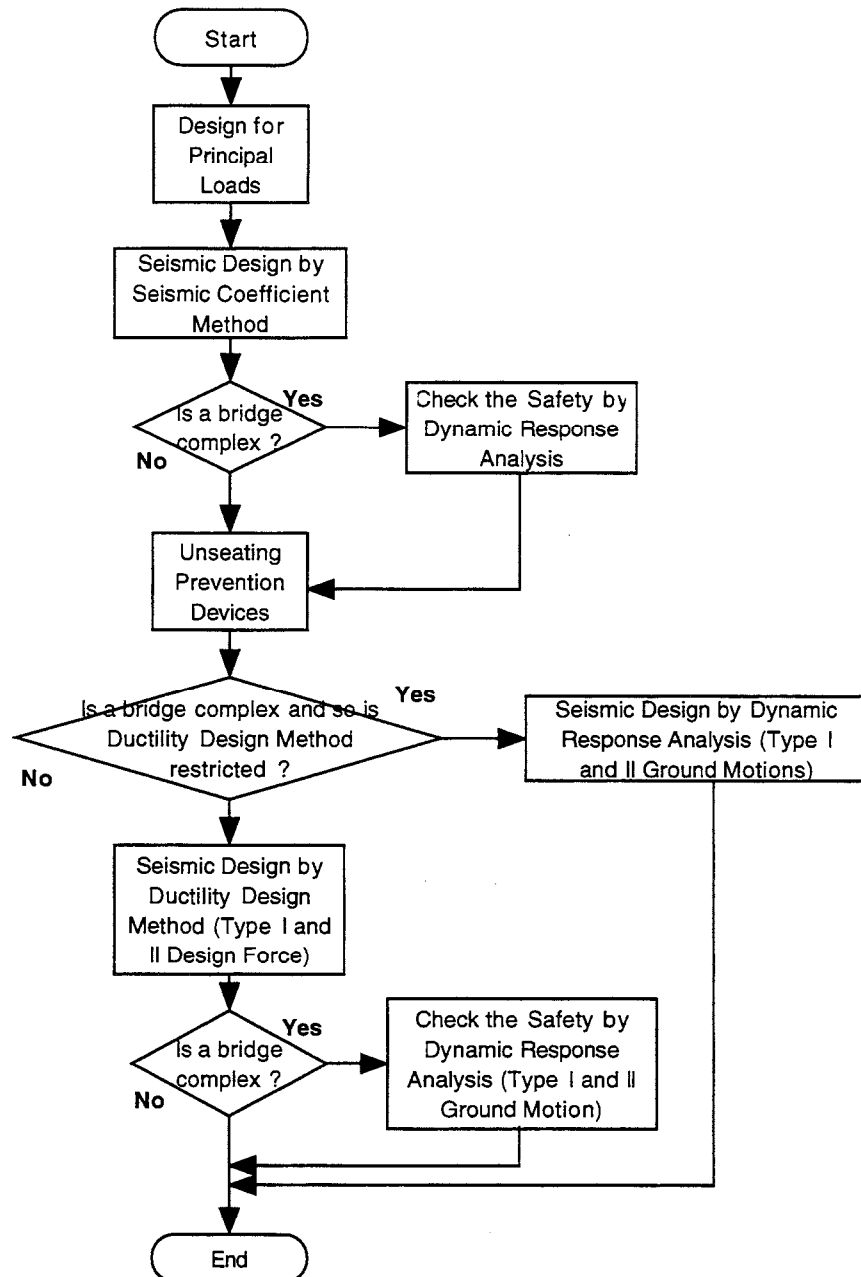 Start
Design for
Principal
Loads
Seismic Design by
Seismic Coefficient
Method
Yes
Is a bridge
complex ?
No
Check the Safety by
Dynamic Response
Analysis
Unseating
Prevention
Devices
Yes
Is a bridge complex and so is
Ductility Design Method
restricted ?
No
Seismic Design by Dynamic
Response Analysis (Type I
and II Ground Motions)
Seismic Design by
Ductility Design
Method (Type I and
II Design Force)
Yes
Is a bridge
complex ?
No
Check the Safety by
Dynamic Response
Analysis (Type I and II
Ground Motion)
End